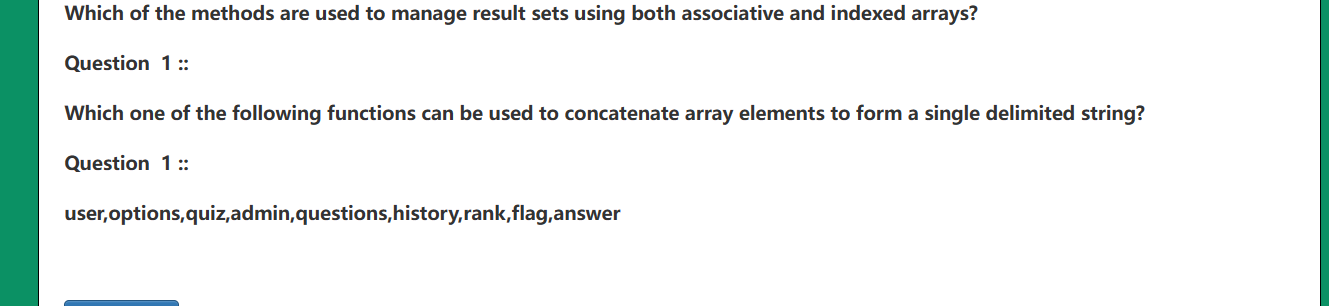 Which of the methods are used to manage result sets using both associative and indexed arrays?
Question 1 ::
Which one of the following functions can be used to concatenate array elements to form a single delimited string?
Question 1 ::
user,options,quiz,admin,questions,history,rank,flag,answer